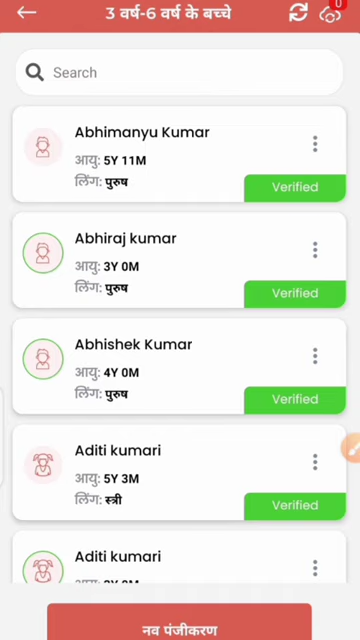 3 वर्ष-6 वर्ष के बच्चे
0
Search
Abhimanyu Kumar
आयु: 5Y 11M
लिंग: पुरुष
Verified
Abhiraj kumar
आयु: 3Y 0M
लिंग: पुरुष
Verified
Abhishek Kumar
आयु: 4Y 0M
लिंग: पुरुष
Verified
Aditi kumari
आयु: 5Y 3M
लिंग: स्त्री
Verified
Aditi kumari
नव पंजीकरण